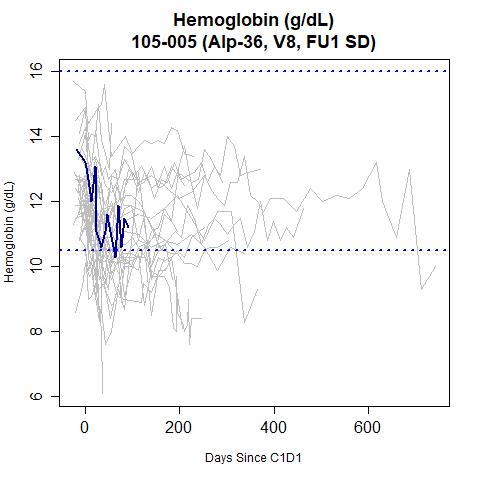 Hemoglobin (g/dL)
105-005 (Alp-36, V8, FU1 SD)
16
14
12
10
8
6
Hemoglobin (g/dL)
0
200
400
600
Days Since C1D1